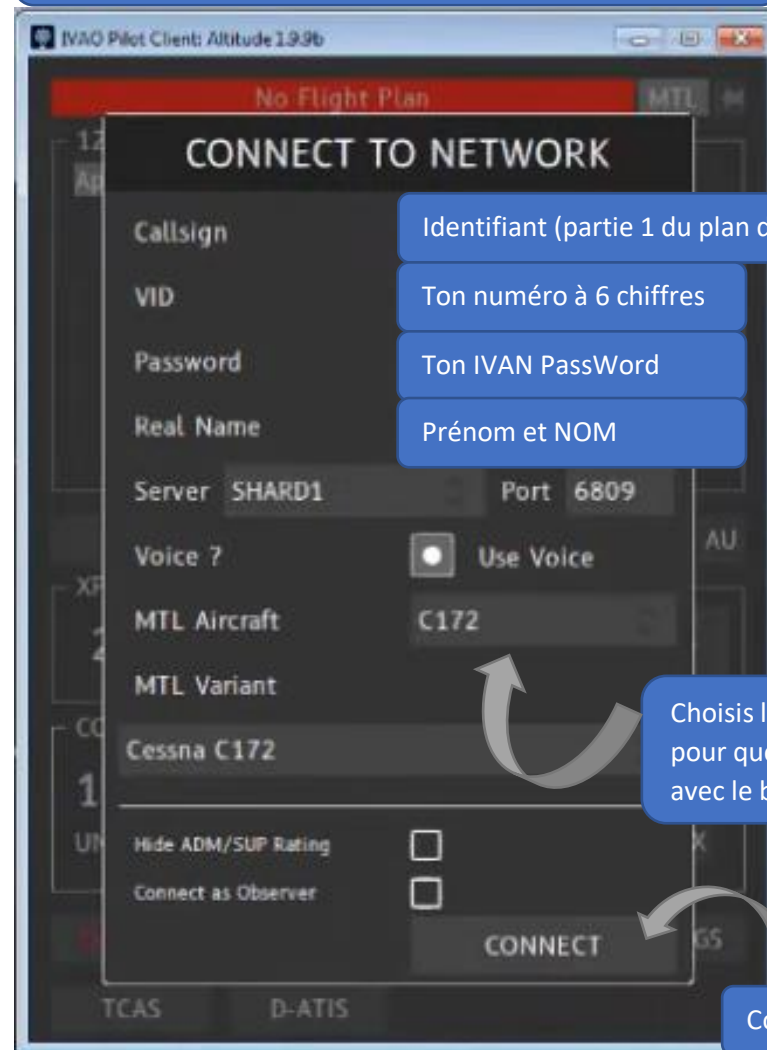 IVAO Pilot Client: Altitude 1.9.9b
No Flight Plan MTL
CONNECT TO NETWORK
Callsign Identifiant (partie 1 du plan
VID Ton numéro à 6 chiffres
Password Ton IVAN PassWord
Real Name Prénom et NOM
Server SHARD1 Port 6809
Voice ? Use Voice
AU
MTL Aircraft C172
MTL Variant
Choisis
pour
avec le
Cessna C172
Hide ADM/SUP Rating
Connect as Observer
CONNECT GS
TCAS D-ATIS